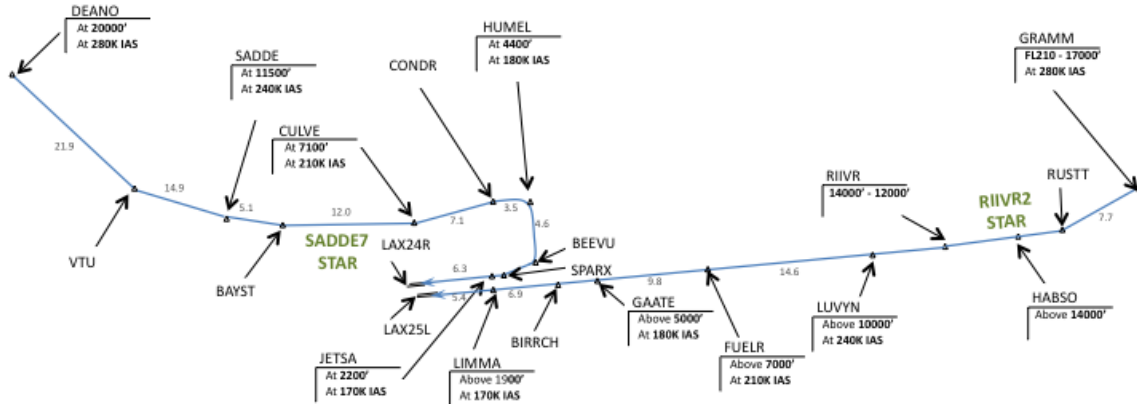 DEANO
At 20000'
At 280K IAS
SADDE
At 11500'
At 240K IAS
CONDR
HUMEL
At 4400'
At 180K IAS
GRAMM
FL210 - 17000'
At 280K IAS
21.9
CULVE
At 7100'
At 210K IAS
14.9
5.1
12.0
7.1
3.5
4.6
RIIVR
14000' - 12000'
RIIVR2
STAR
RUSTT
7.7
VTU
BAYST
SADDE7
STAR
LAX24R
6.3
BEEVU
SPARX
9.8
14.6
LAX25L
5.4
6.9
BIRRCH
GAATE
Above 5000'
At 180K IAS
FUELR
Above 7000'
At 210K IAS
LUVYN
Above 10000'
At 240K IAS
HABSO
Above 14000'
JETSA
At 2200'
At 170K IAS
LIMMA
Above 1900'
At 170K IAS